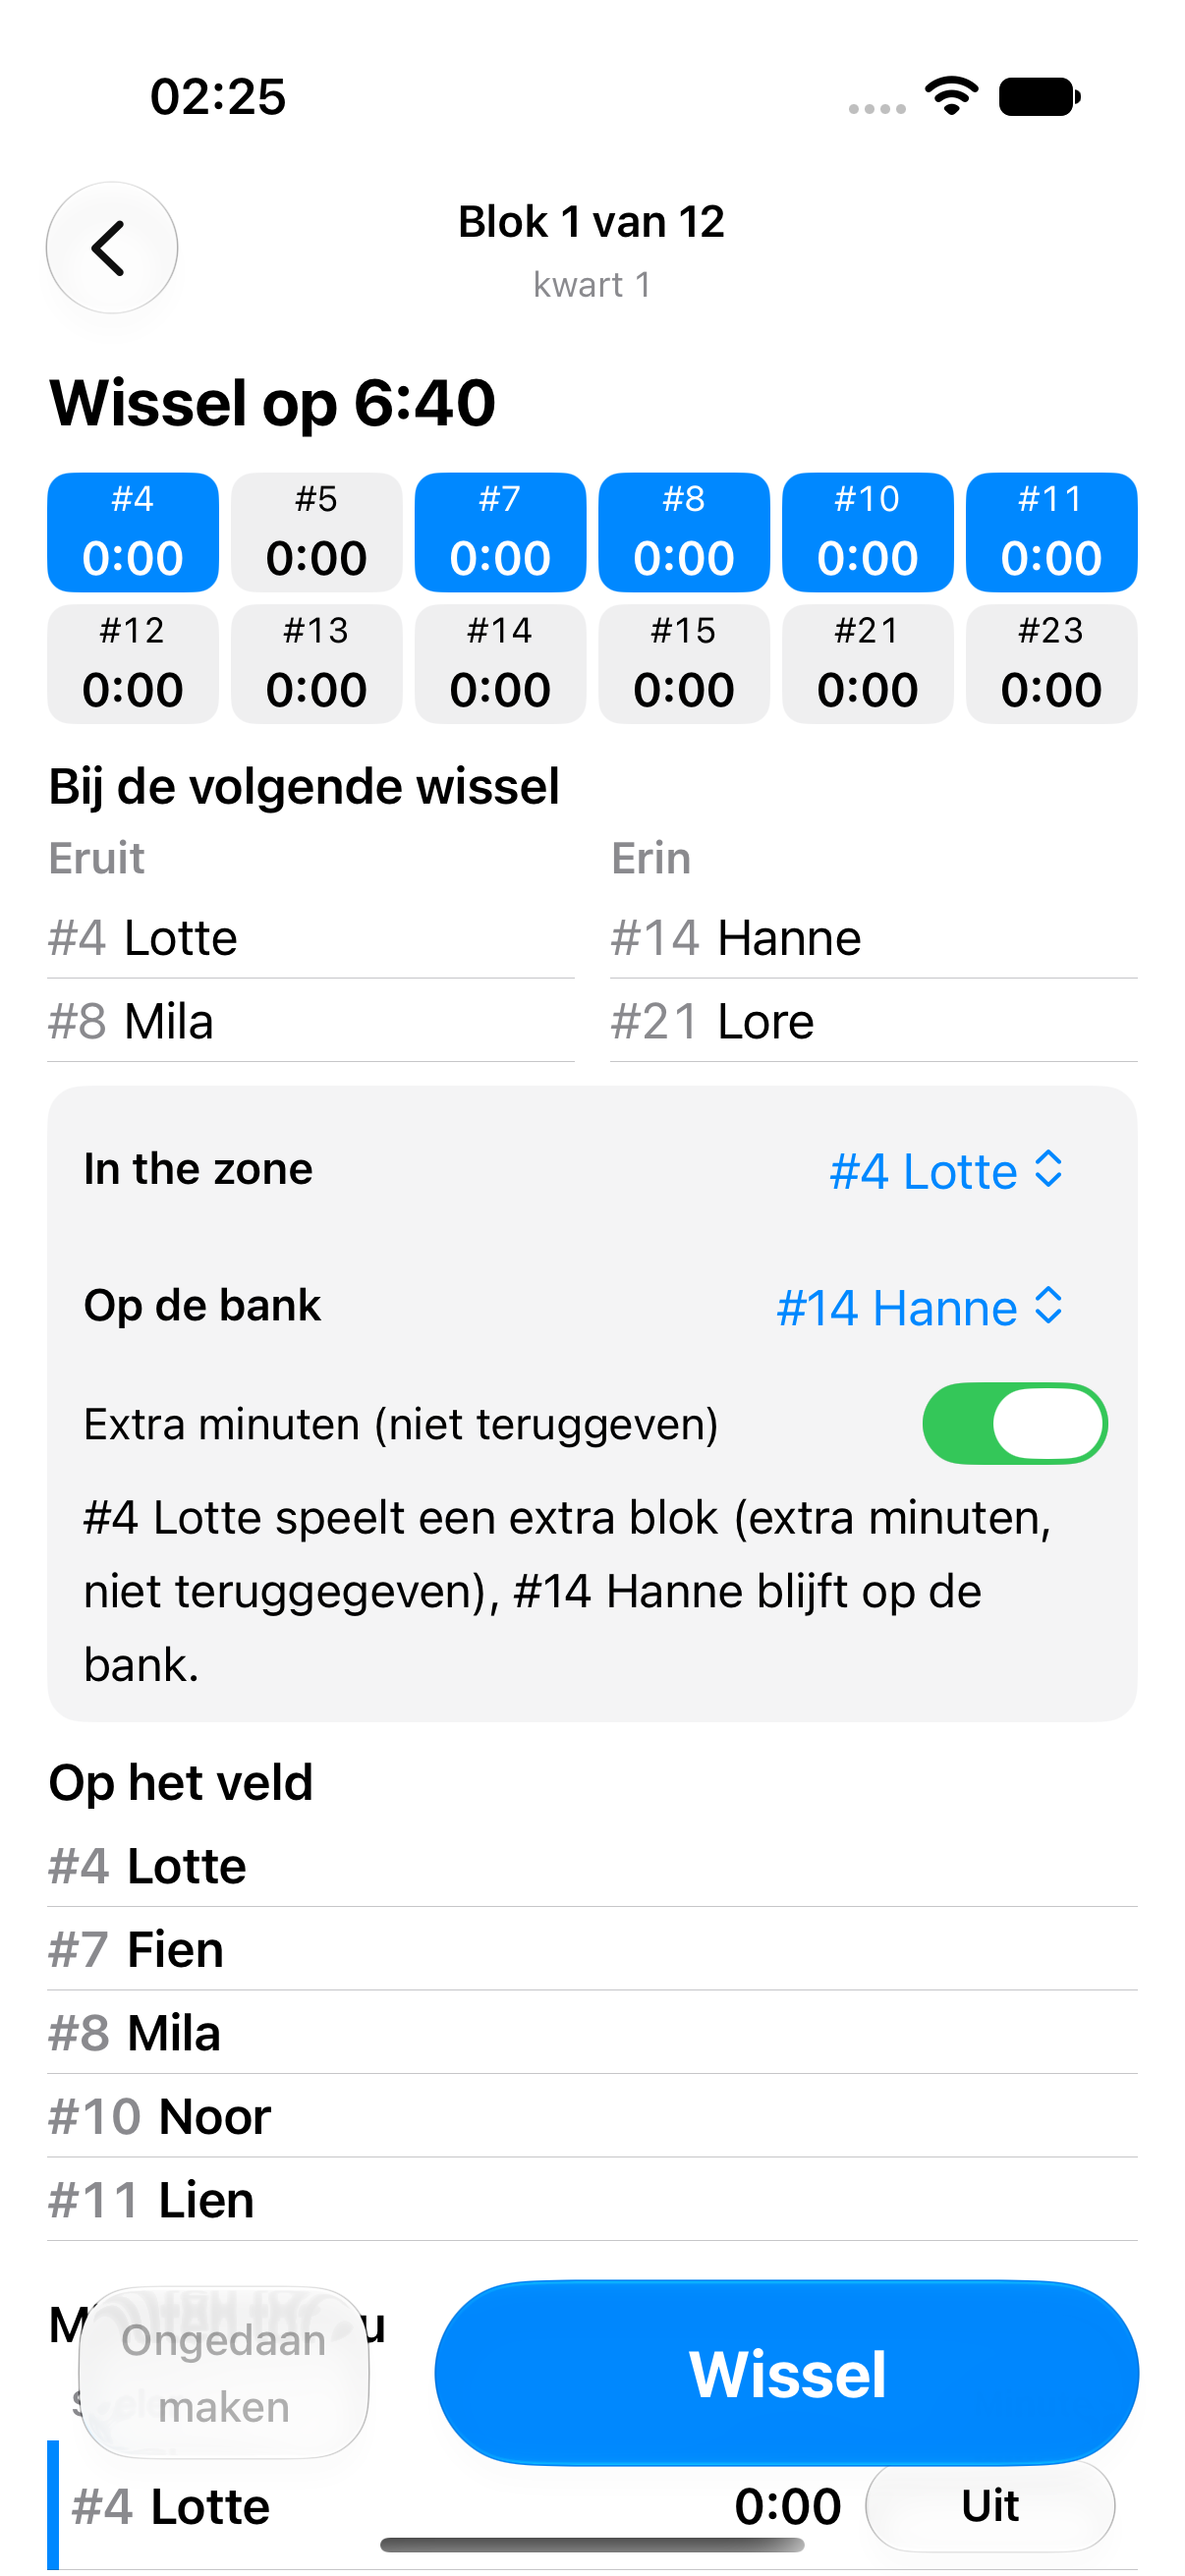 02:25
Blok 1 van 12
kwart 1
Wissel op 6:40
#4 #5 #7 #8 #10 #11
0:00 0:00 0:00 0:00 0:00 0:00
#12 #13 #14 #15 #21 #23
0:00 0:00 0:00 0:00 0:00 0:00
Bij de volgende wissel
Eruit Erin
#4 Lotte #14 Hanne
#8 Mila #21 Lore
In the zone #4 Lotte
Op de bank #14 Hanne
Extra minuten (niet teruggeven)
#4 Lotte speelt een extra blok (extra minuten,
niet teruggegeven), #14 Hanne blijft op de
bank.
Op het veld
#4 Lotte
#7 Fien
#8 Mila
#10 Noor
#11 Lien
Ongedaan
maken
Wissel
#4 Lotte 0:00 Uit